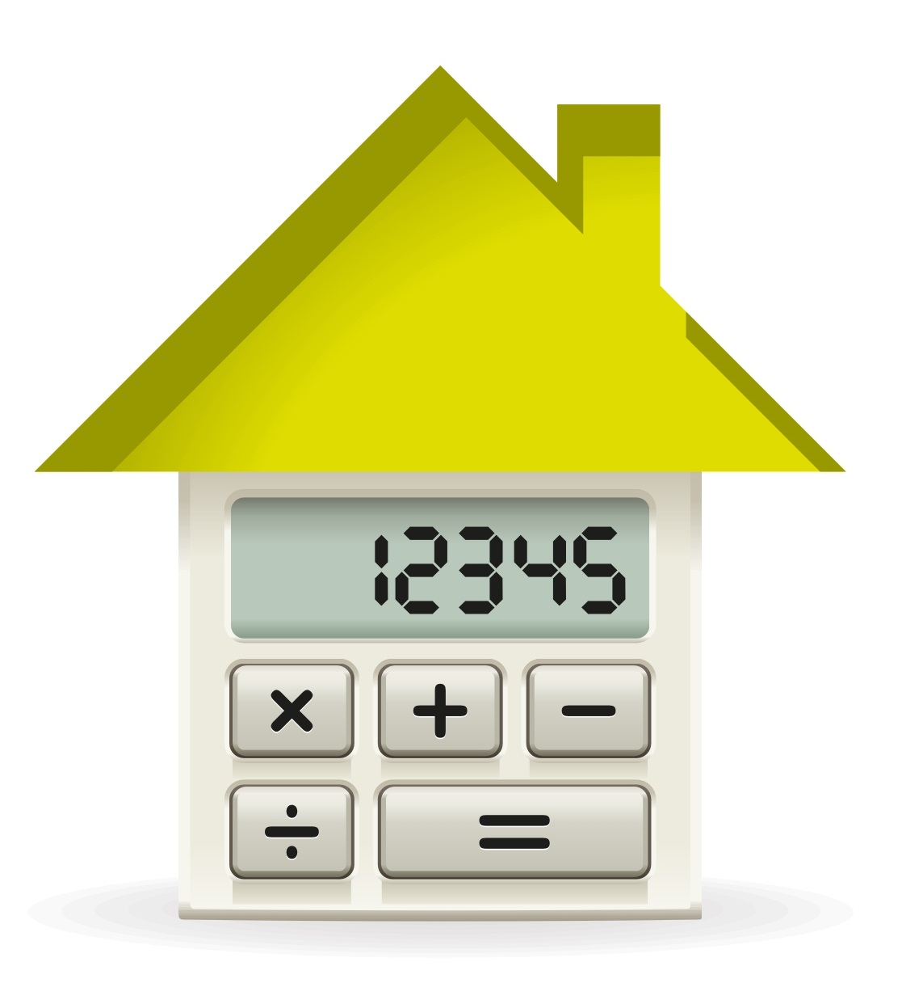 12345
× + −
÷ =